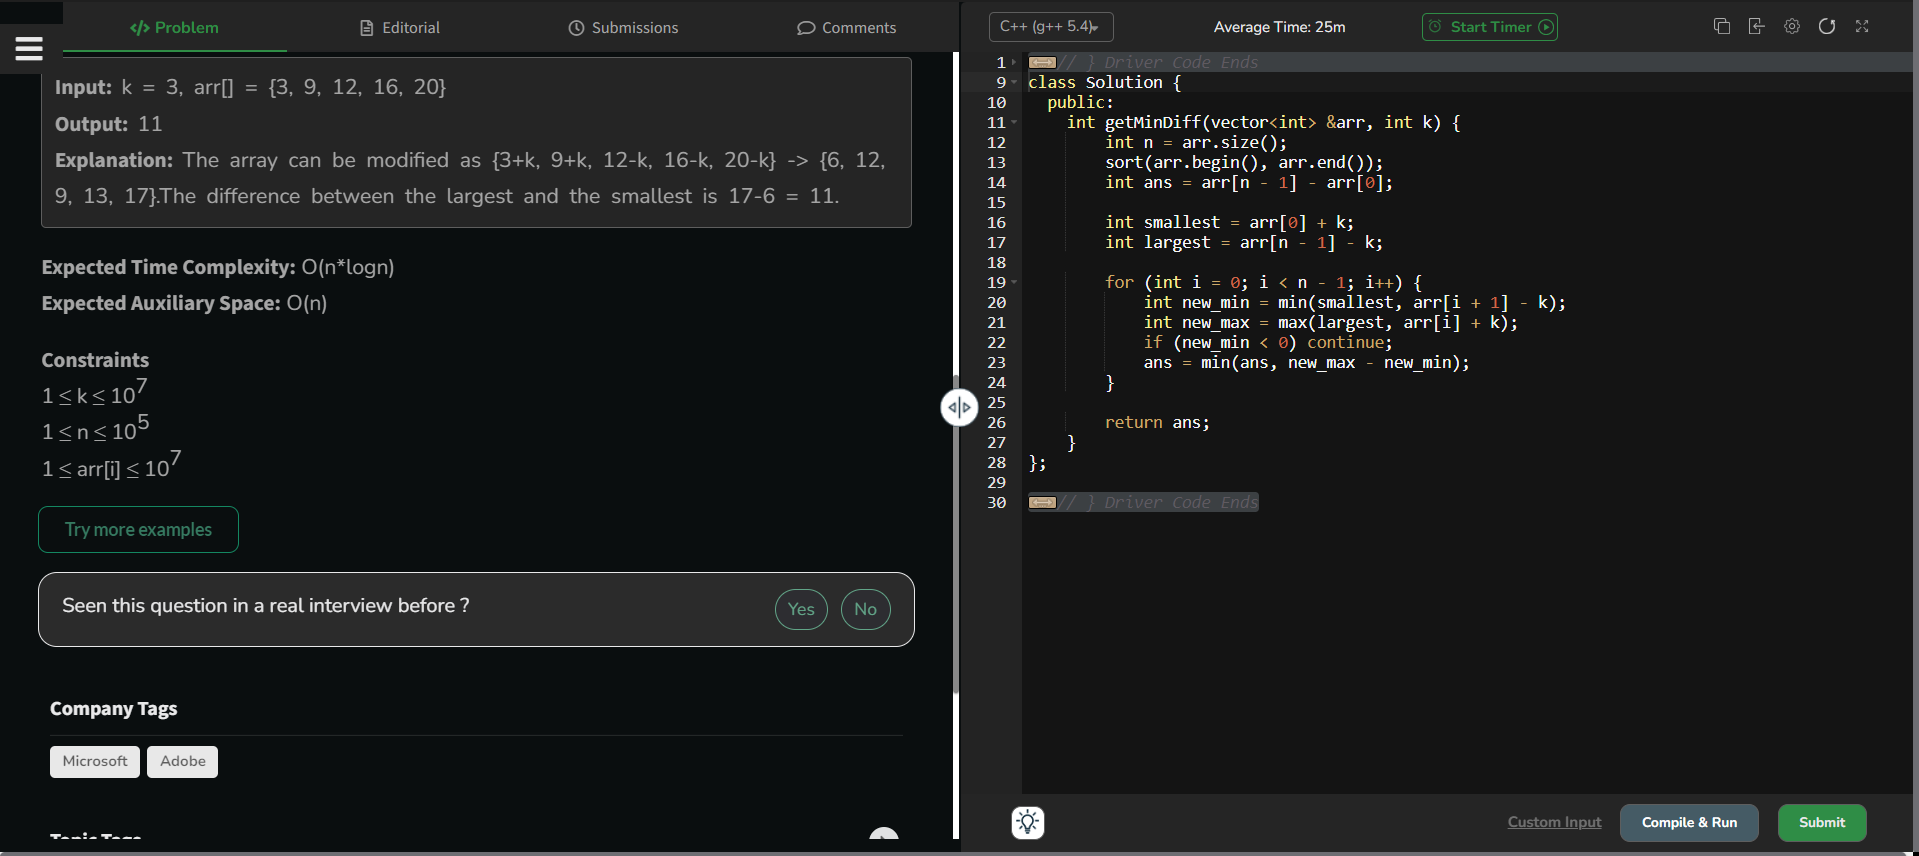 Problem
Editorial
Submissions
Comments
Input: k = 3, arr[] = {3, 9, 12, 16, 20}
Output: 11
Explanation: The array can be modified as {3+k, 9+k, 12-k, 16-k, 20-k} -> {6, 12,
9, 13, 17}.The difference between the largest and the smallest is 17-6 = 11.
Expected Time Complexity: O(n*logn)
Expected Auxiliary Space: O(n)
Constraints
1 ≤ k ≤ 10^7
1 ≤ n ≤ 10^5
1 ≤ arr[i] ≤ 10^7
Try more examples
Seen this question in a real interview before ?
Yes
No
Company Tags
Microsoft
Adobe
Topic Tags
C++ (g++ 5.4)
Average Time: 25m
Start Timer
1 // } Driver Code Ends
9 class Solution {
10 public:
11 int getMinDiff(vector<int> &arr, int k) {
12 int n = arr.size();
13 sort(arr.begin(), arr.end());
14 int ans = arr[n - 1] - arr[0];
15
16 int smallest = arr[0] + k;
17 int largest = arr[n - 1] - k;
18
19 for (int i = 0; i < n - 1; i++) {
20 int new_min = min(smallest, arr[i + 1] - k);
21 int new_max = max(largest, arr[i] + k);
22 if (new_min < 0) continue;
23 ans = min(ans, new_max - new_min);
24 }
25
26 return ans;
27 }
28 };
29
30 // } Driver Code Ends
Custom Input
Compile & Run
Submit